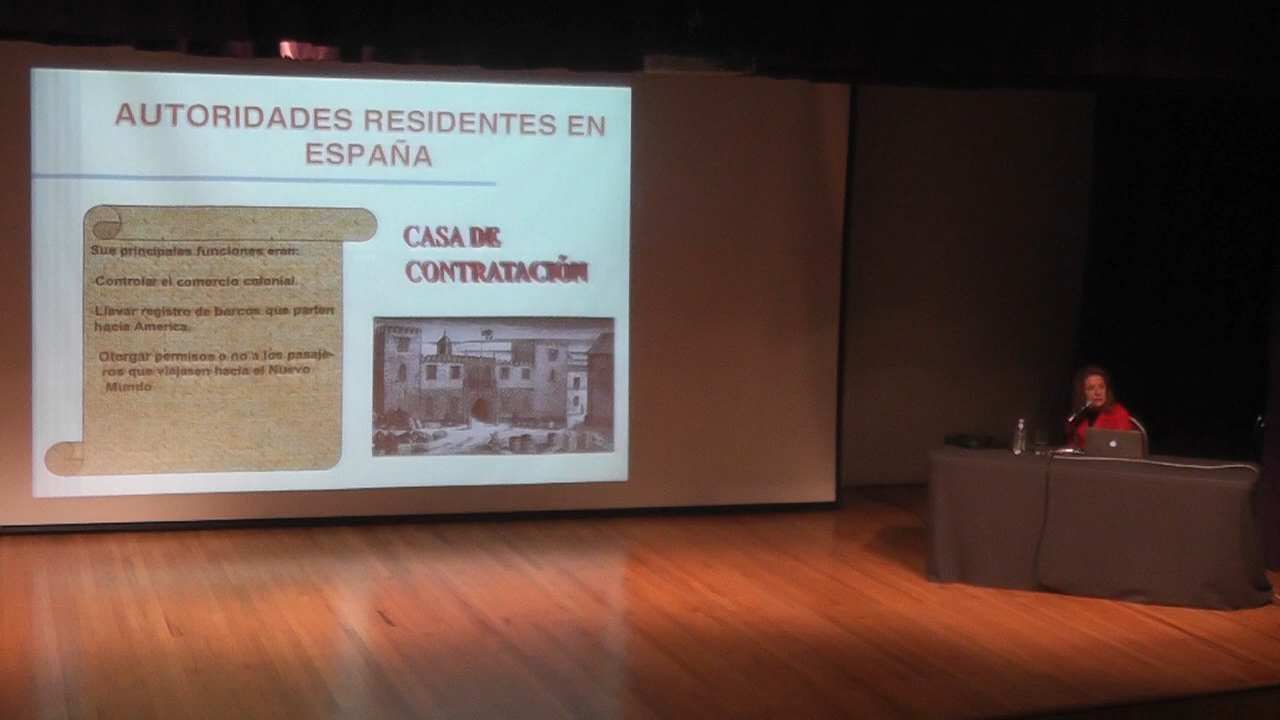 AUTORIDADES RESIDENTES EN
ESPAÑA
CASA DE
CONTRATACIÓN
Sus principales funciones eran:
Controlar el comercio colonial.
Llevar registro de barcos que parten
hacia America.
Otorgar permisos o no a los pasaje-
ros que viajasen hacia el Nuevo
Mundo